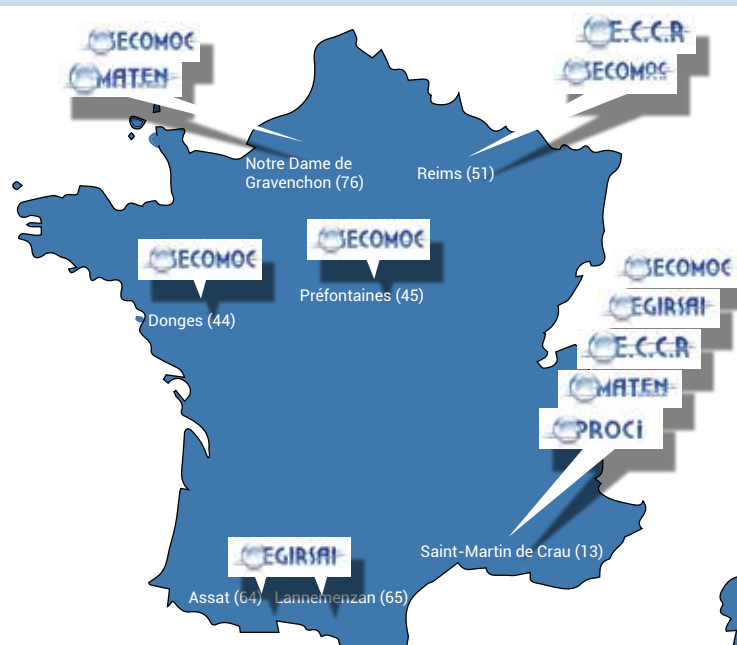 SECOMOC
MATEN
E.C.C.R
SECOMOC
Notre Dame de
Gravenchon (76)
Reims (51)
SECOMOC
SECOMOC
Donges (44)
Préfontaines (45)
SECOMOC
EGIRSAI
E.C.C.R
MATEN
PROCi
EGIRSAI
Saint-Martin de Crau (13)
Assat (64) Lannemenzan (65)